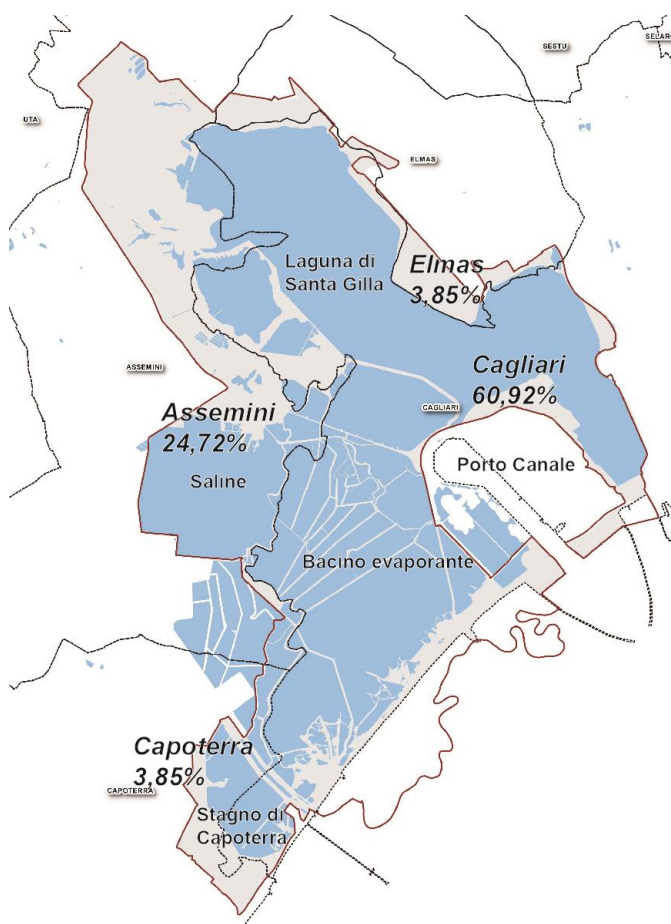 SESTU
SELARG
UTA
ELMAS
Laguna di
Santa Gilla
Elmas
3,85%
Cagliari
60,92%
ASSEMINI
CAGLIARI
Assemini
24,72%
Saline
Porto Canale
Bacino evaporante
Capoterra
3,85%
CAPOTERRA
Stagno di
Capoterra